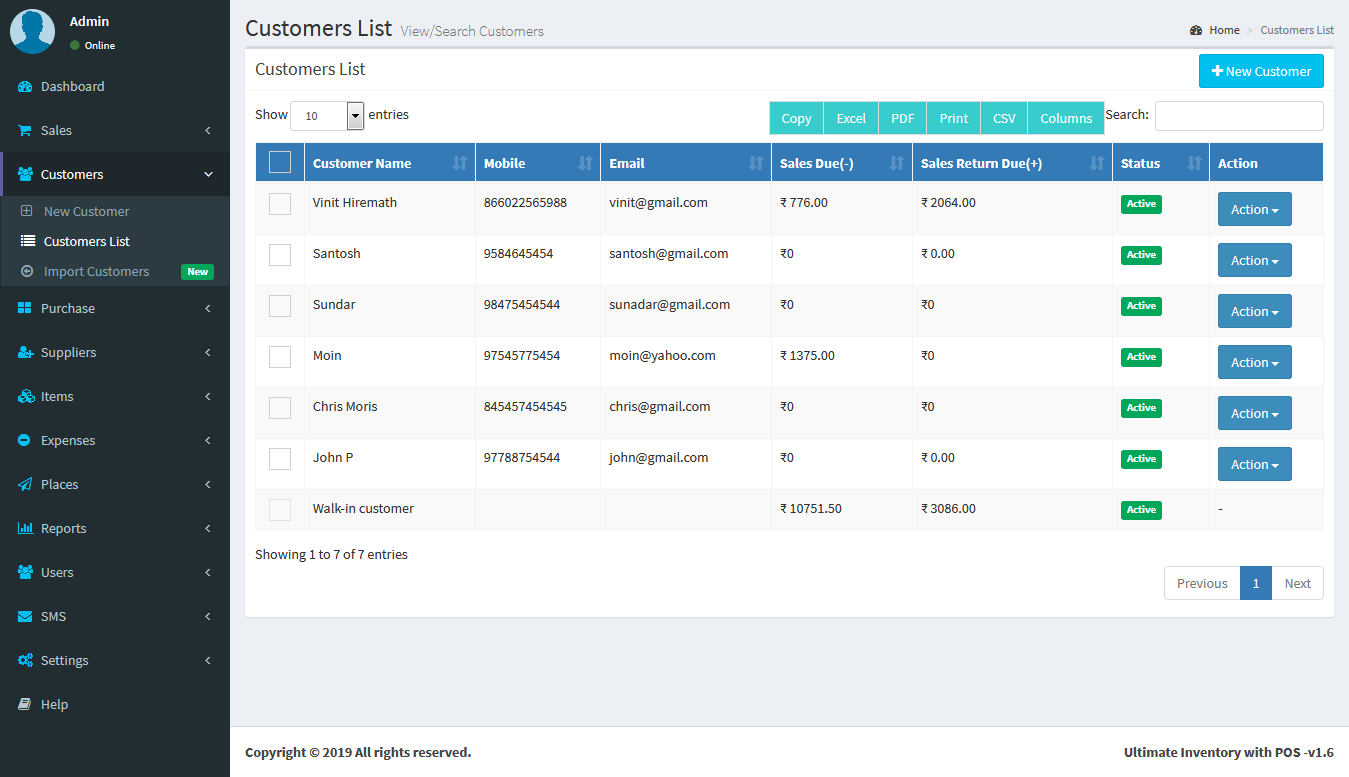 Admin
Online
Dashboard
Sales
Customers
New Customer
Customers List
Import Customers New
Purchase
Suppliers
Items
Expenses
Places
Reports
Users
SMS
Settings
Help
Customers List View/Search Customers
Home > Customers List
Customers List
New Customer
Show 10 entries
Copy Excel PDF Print CSV Columns Search:
Customer Name Mobile Email Sales Due(-) Sales Return Due(+) Status Action
Vinit Hiremath 866022565988 vinit@gmail.com ₹ 776.00 ₹ 2064.00 Active Action
Santosh 9584645454 santosh@gmail.com ₹0 ₹ 0.00 Active Action
Sundar 98475454544 sunadar@gmail.com ₹0 ₹0 Active Action
Moin 97545775454 moin@yahoo.com ₹ 1375.00 ₹0 Active Action
Chris Moris 845457454545 chris@gmail.com ₹0 ₹0 Active Action
John P 97788754544 john@gmail.com ₹0 ₹ 0.00 Active Action
Walk-in customer ₹ 10751.50 ₹ 3086.00 Active -
Showing 1 to 7 of 7 entries
Previous 1 Next
Copyright © 2019 All rights reserved.
Ultimate Inventory with POS -v1.6